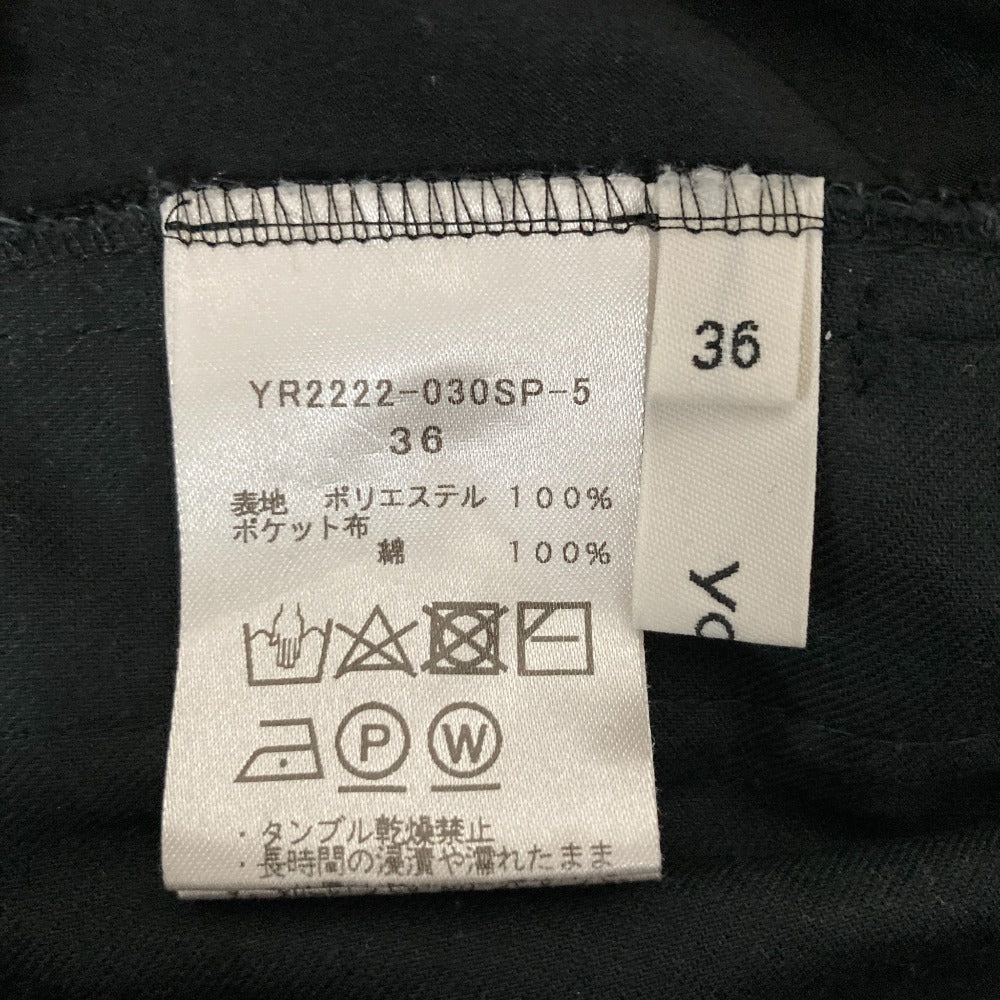 YR2222-030SP-5
36
表地 ポリエステル 100%
ポケット布
綿 100%
P W
・タンブル乾燥禁止
・長時間の浸漬や濡れたまま
36